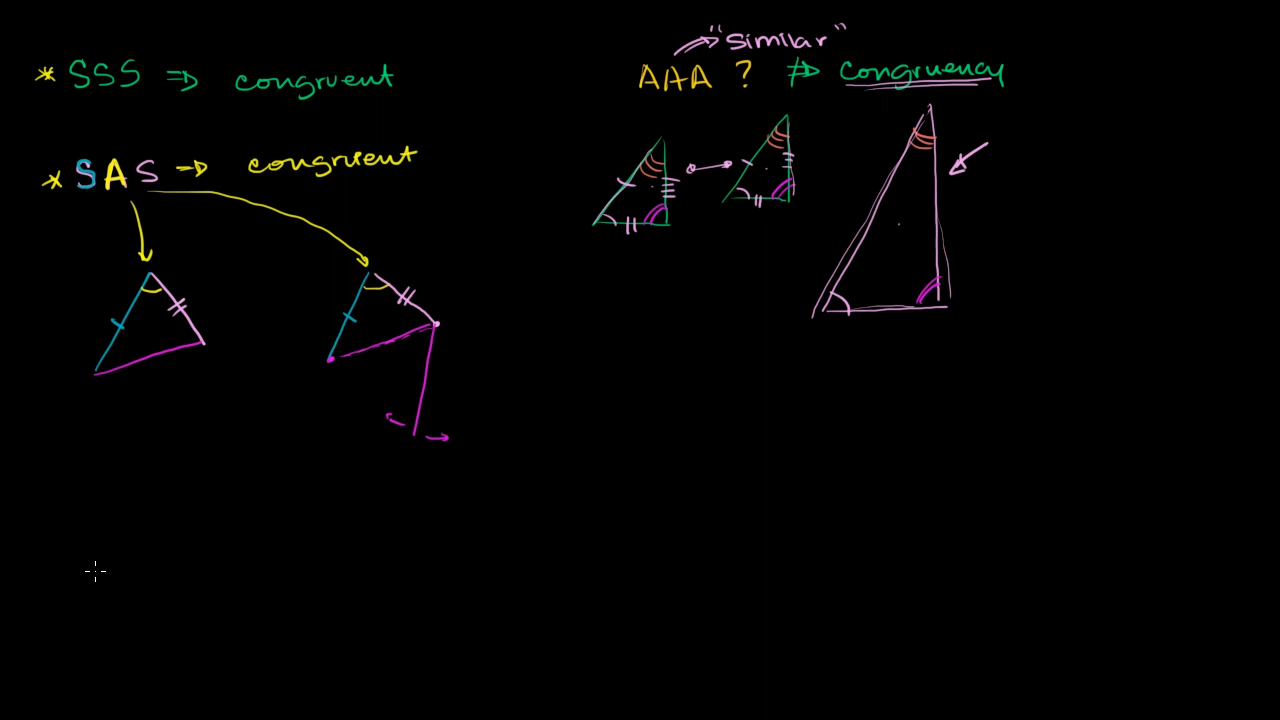 * SSS ⇒ congruent
* SAS ⇒ congruent
"Similar"
AAA ? ⇏ congruency